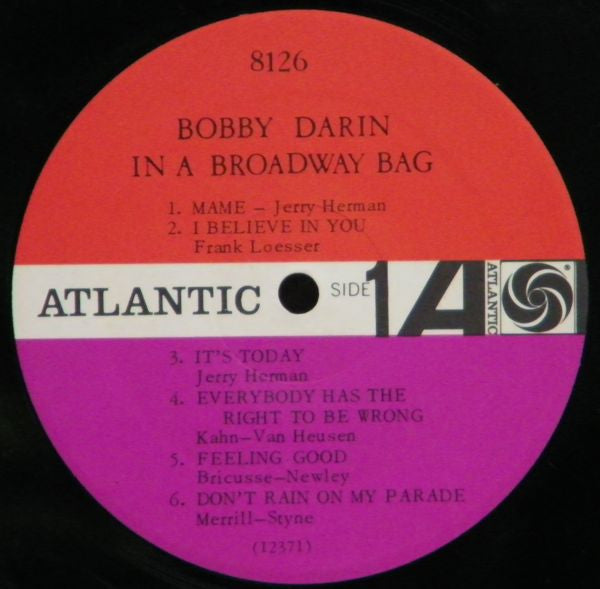 8126
BOBBY DARIN
IN A BROADWAY BAG
1. MAME – Jerry Herman
2. I BELIEVE IN YOU
Frank Loesser
ATLANTIC SIDE 1 A ATLANTIC ®
3. IT'S TODAY
Jerry Herman
4. EVERYBODY HAS THE
RIGHT TO BE WRONG
Kahn–Van Heusen
5. FEELING GOOD
Bricusse–Newley
6. DON'T RAIN ON MY PARADE
Merrill–Styne
(12371)